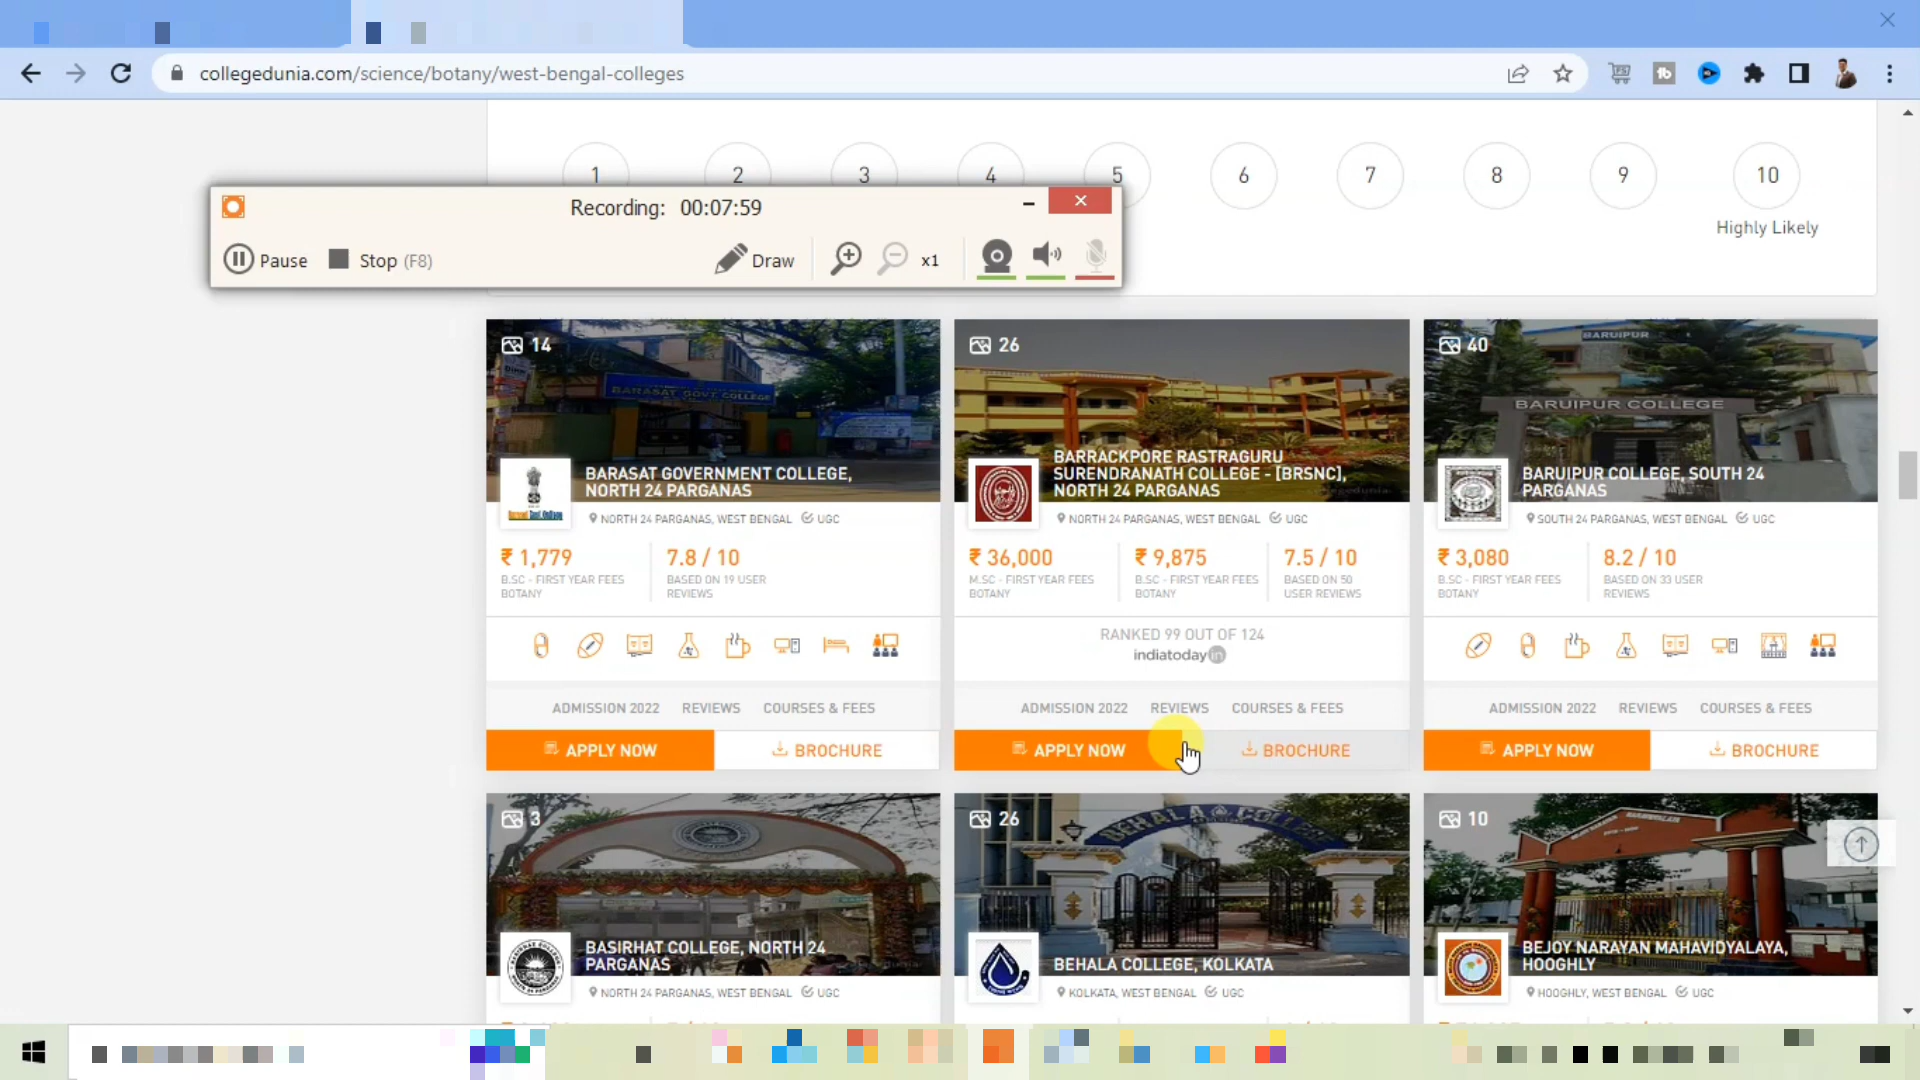 collegedunia.com/science/botany/west-bengal-colleges
1 2 3 4 5 6 7 8 9 10
Highly Likely
Recording: 00:07:59
Pause Stop (F8) Draw x1
14
BARASAT GOVT. COLLEGE
BARASAT GOVERNMENT COLLEGE,
NORTH 24 PARGANAS
NORTH 24 PARGANAS, WEST BENGAL UGC
₹ 1,779
B.SC - FIRST YEAR FEES
BOTANY
7.8 / 10
BASED ON 19 USER
REVIEWS
ADMISSION 2022 REVIEWS COURSES & FEES
APPLY NOW BROCHURE
26
BARRACKPORE RASTRAGURU
SURENDRANATH COLLEGE - [BRSNC],
NORTH 24 PARGANAS
NORTH 24 PARGANAS, WEST BENGAL UGC
₹ 36,000
M.SC - FIRST YEAR FEES
BOTANY
₹ 9,875
B.SC - FIRST YEAR FEES
BOTANY
7.5 / 10
BASED ON 50
USER REVIEWS
RANKED 99 OUT OF 124
indiatoday in
ADMISSION 2022 REVIEWS COURSES & FEES
APPLY NOW BROCHURE
40
BARUIPUR
BARUIPUR COLLEGE
BARUIPUR COLLEGE, SOUTH 24
PARGANAS
SOUTH 24 PARGANAS, WEST BENGAL UGC
₹ 3,080
B.SC - FIRST YEAR FEES
BOTANY
8.2 / 10
BASED ON 33 USER
REVIEWS
ADMISSION 2022 REVIEWS COURSES & FEES
APPLY NOW BROCHURE
3
BASIRHAT COLLEGE, NORTH 24
PARGANAS
NORTH 24 PARGANAS, WEST BENGAL UGC
26
BEHALA COLLEGE
BEHALA COLLEGE, KOLKATA
KOLKATA, WEST BENGAL UGC
10
BEJOY NARAYAN MAHAVIDYALAYA,
HOOGHLY
HOOGHLY, WEST BENGAL UGC